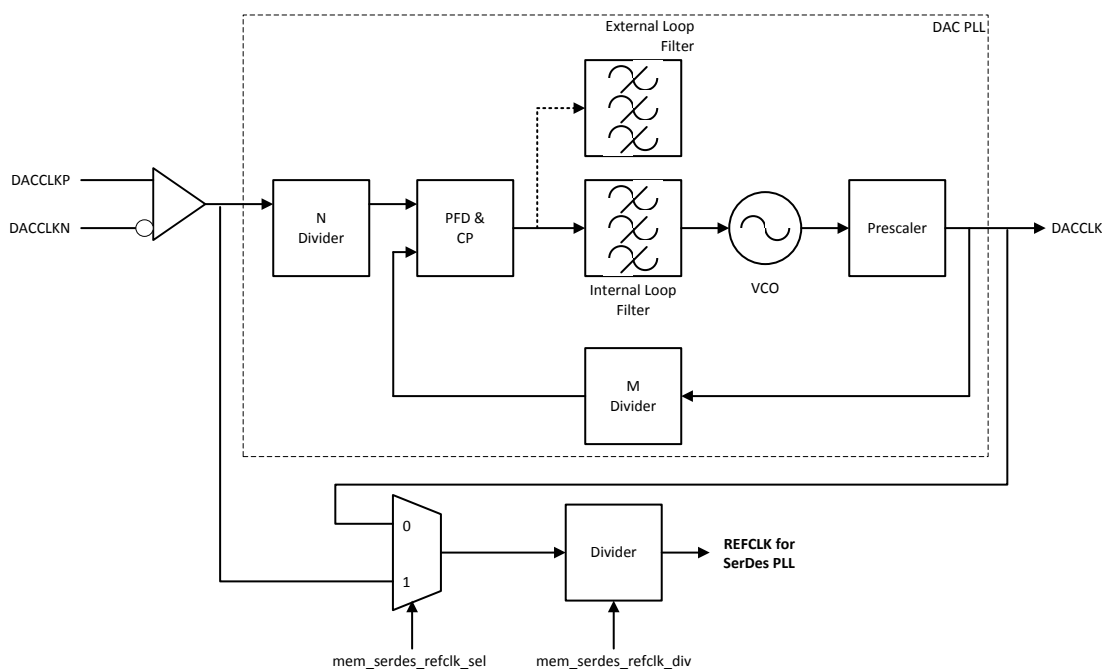 External Loop
Filter
DAC PLL
DACCLKP
DACCLKN
N
Divider
PFD &
CP
Internal Loop
Filter
VCO
Prescaler
DACCLK
M
Divider
0
1
Divider
REFCLK for
SerDes PLL
mem_serdes_refclk_sel
mem_serdes_refclk_div